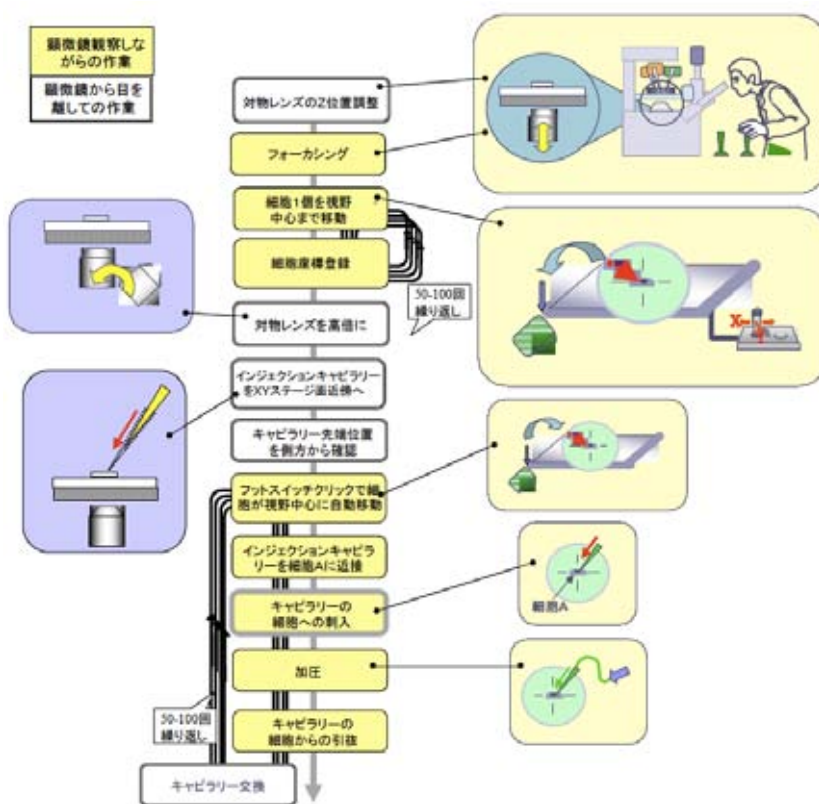 顕微鏡観察しな
がらの作業
顕微鏡から目を
離しての作業
対物レンズのZ位置調整
フォーカシング
細胞1個を視野
中心まで移動
細胞座標登録
50-100回
繰り返し
対物レンズを高倍に
インジェクションキャピラリー
をXYステージ面近傍へ
キャピラリー先端位置
を側方から確認
フットスイッチクリックで細
胞が視野中心に自動移動
インジェクションキャピラ
リーを細胞Aに近接
キャピラリーの
細胞への刺入
加圧
50-100回
繰り返し
キャピラリーの
細胞からの引抜
キャピラリー交換
X
Y
細胞A